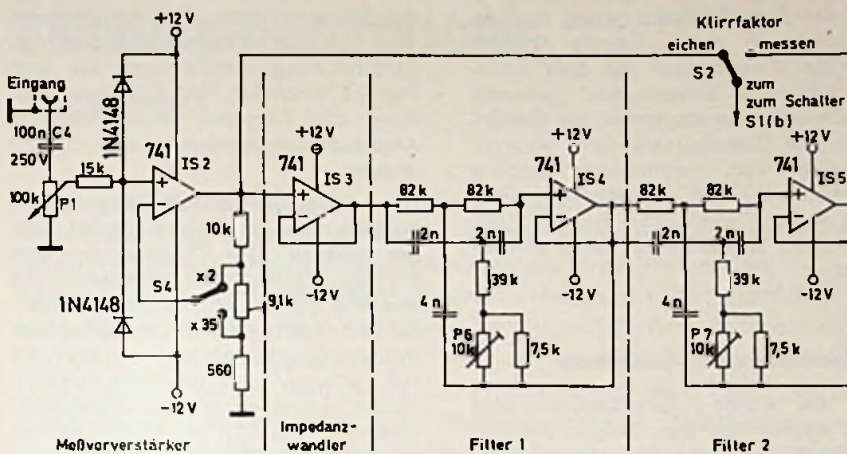 +12 V
Klirrfaktor
eichen
messen
S2
zum
zum Schalter
S1(b)
Eingang
100n C4
250 V
1N4148
15k
100k
P1
741
IS 2
+12 V
741
IS 3
-12 V
82k
82k
+12 V
741
IS 4
-12 V
82k
82k
+12 V
741
IS 5
-12 V
10k
S4
x 2
x 35
9,1k
560
2n
2n
39k
4n
P6
10k
7,5k
2n
2n
39k
4n
P7
10k
7,5k
1N4148
-12 V
Meßvorverstärker
Impedanz-
wandler
Filter 1
Filter 2